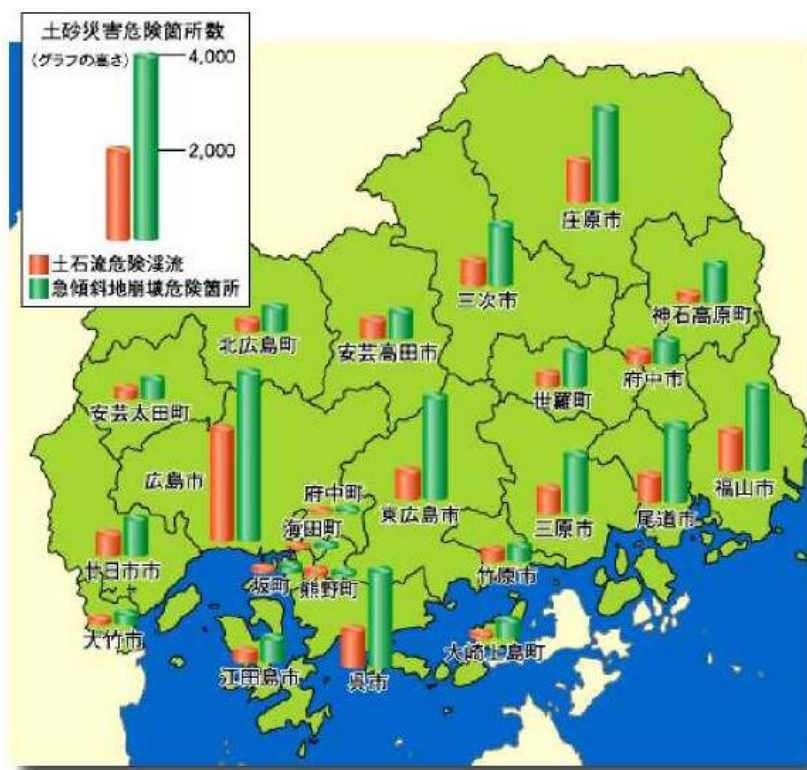 土砂災害危険箇所数
(グラフの高さ)
4,000
2,000
土石流危険渓流
急傾斜地崩壊危険箇所
庄原市
三次市
神石高原町
北広島町
安芸高田市
府中市
世羅町
安芸太田町
広島市
福山市
府中町
東広島市
三原市
尾道市
海田町
廿日市市
坂町
熊野町
竹原市
大竹市
江田島市
呉市
大崎上島町